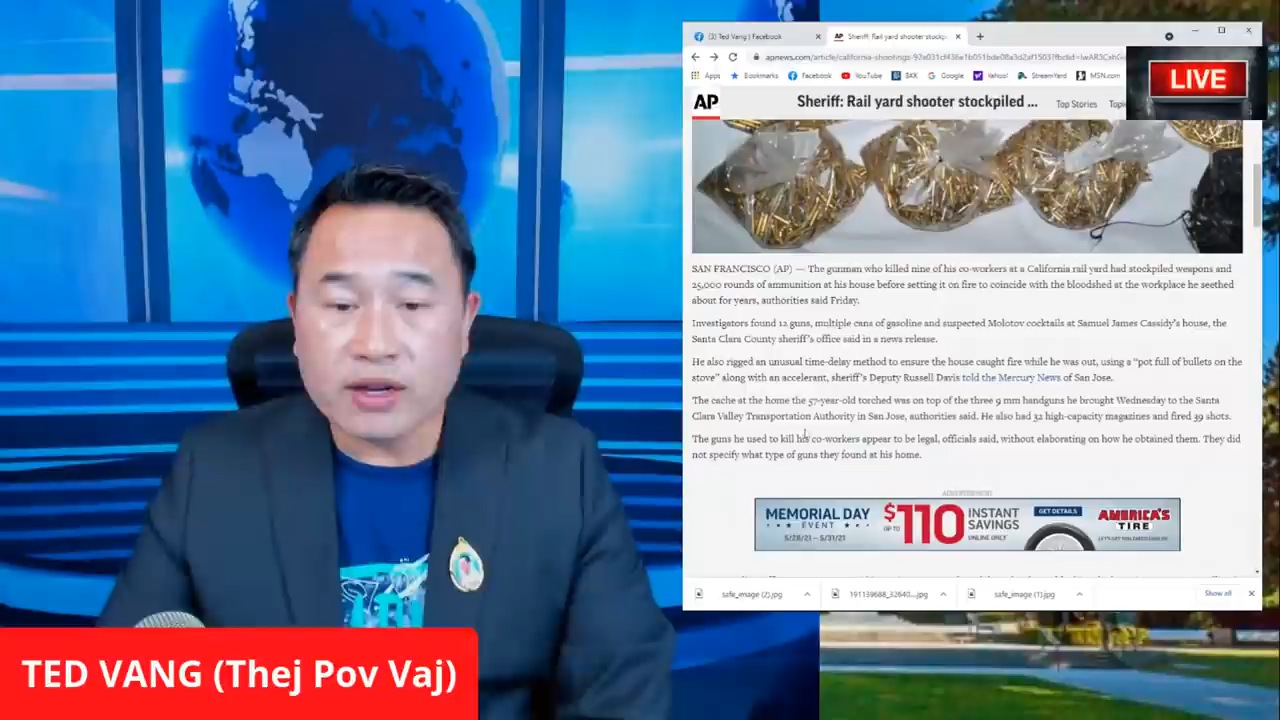 (3) Ted Vang | Facebook
Sheriff: Rail yard shooter stockp
Apps
Bookmarks
Facebook
YouTube
Google
Yahoo!
StreamYard
MSN.com
LIVE
AP
Sheriff: Rail yard shooter stockpiled ...
Top Stories
SAN FRANCISCO (AP) — The gunman who killed nine of his co-workers at a California rail yard had stockpiled weapons and
25,000 rounds of ammunition at his house before setting it on fire to coincide with the bloodshed at the workplace he seethed
about for years, authorities said Friday.
Investigators found 12 guns, multiple cans of gasoline and suspected Molotov cocktails at Samuel James Cassidy's house, the
Santa Clara County sheriff's office said in a news release.
He also rigged an unusual time-delay method to ensure the house caught fire while he was out, using a "pot full of bullets on the
stove" along with an accelerant, sheriff's Deputy Russell Davis told the Mercury News of San Jose.
The cache at the home the 57-year-old torched was on top of the three 9 mm handguns he brought Wednesday to the Santa
Clara Valley Transportation Authority in San Jose, authorities said. He also had 32 high-capacity magazines and fired 39 shots.
The guns he used to kill his co-workers appear to be legal, officials said, without elaborating on how he obtained them. They did
not specify what type of guns they found at his home.
ADVERTISEMENT
MEMORIAL DAY
EVENT
5/28/21 – 5/31/21
UP TO $110
INSTANT
SAVINGS
ONLINE ONLY
GET DETAILS
AMERICA'S
TIRE
safe_image (2).jpg
191139688_32640....jpg
safe_image (1).jpg
Show all
TED VANG (Thej Pov Vaj)